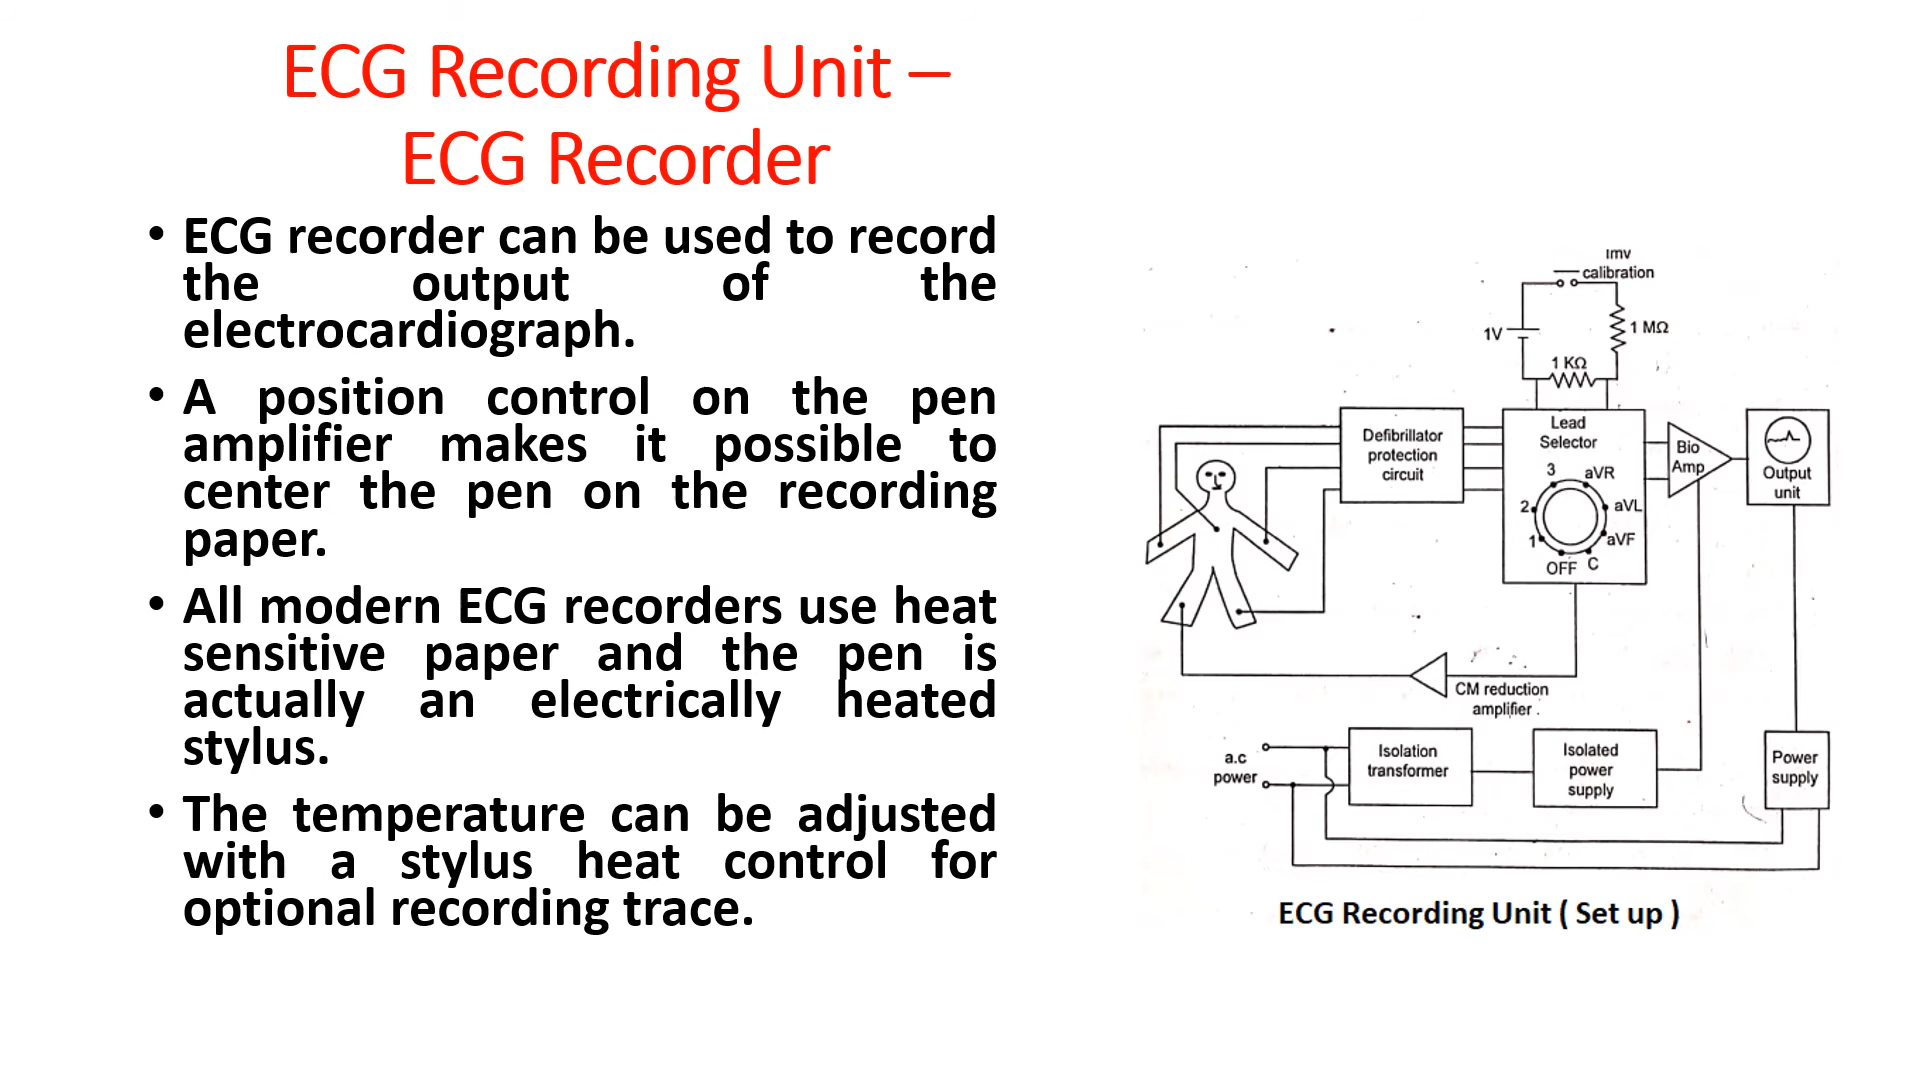 ECG Recording Unit –
ECG Recorder
• ECG recorder can be used to record
the output of the
electrocardiograph.
• A position control on the pen
amplifier makes it possible to
center the pen on the recording
paper.
• All modern ECG recorders use heat
sensitive paper and the pen is
actually an electrically heated
stylus.
• The temperature can be adjusted
with a stylus heat control for
optional recording trace.
1mv
calibration
1V
1 MΩ
1 KΩ
Defibrillator
protection
circuit
Lead
Selector
3
aVR
2
aVL
1
aVF
OFF
C
Bio
Amp
Output
unit
CM reduction
amplifier
a.c
power
Isolation
transformer
Isolated
power
supply
Power
supply
ECG Recording Unit ( Set up )